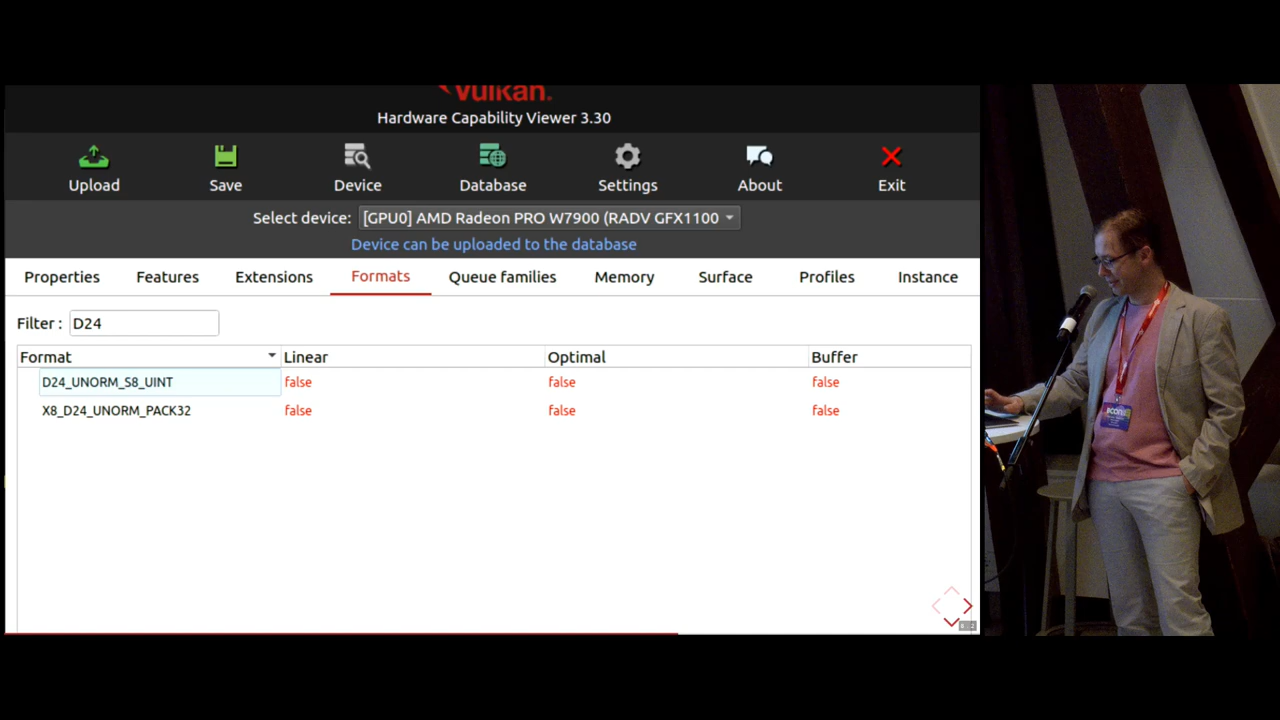 Vulkan
Hardware Capability Viewer 3.30
Upload Save Device Database Settings About Exit
Select device: [GPU0] AMD Radeon PRO W7900 (RADV GFX1100
Device can be uploaded to the database
Properties Features Extensions Formats Queue families Memory Surface Profiles Instance
Filter : D24
Format Linear Optimal Buffer
D24_UNORM_S8_UINT false false false
X8_D24_UNORM_PACK32 false false false